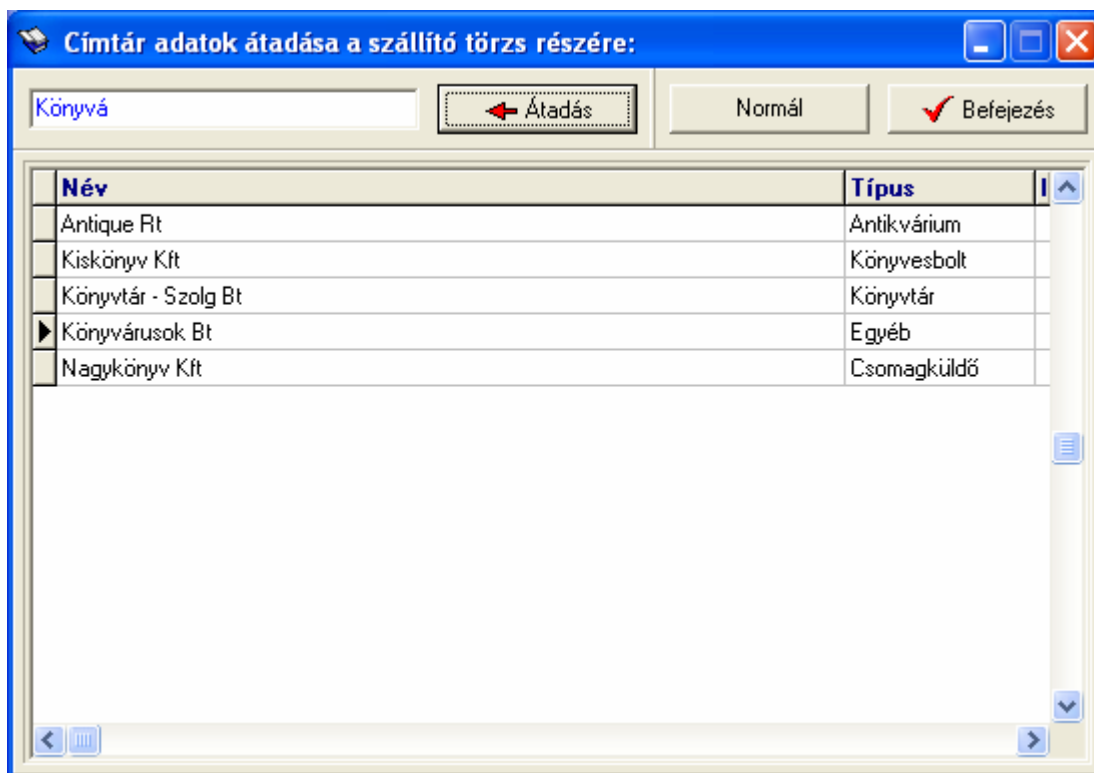 Címtár adatok átadása a szállító törzs részére:
Könyvá Átadás Normál Befejezés
Név Típus
Antique Rt Antikvárium
Kiskönyv Kft Könyvesbolt
Könyvtár - Szolg Bt Könyvtár
Könyvárusok Bt Egyéb
Nagykönyv Kft Csomagküldő